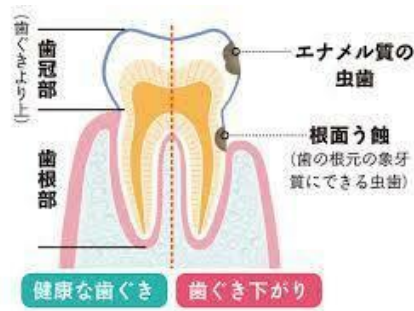 歯冠部
(歯ぐきより上)
歯根部
エナメル質の
虫歯
根面う蝕
(歯の根元の象牙
質にできる虫歯)
健康な歯ぐき
歯ぐき下がり